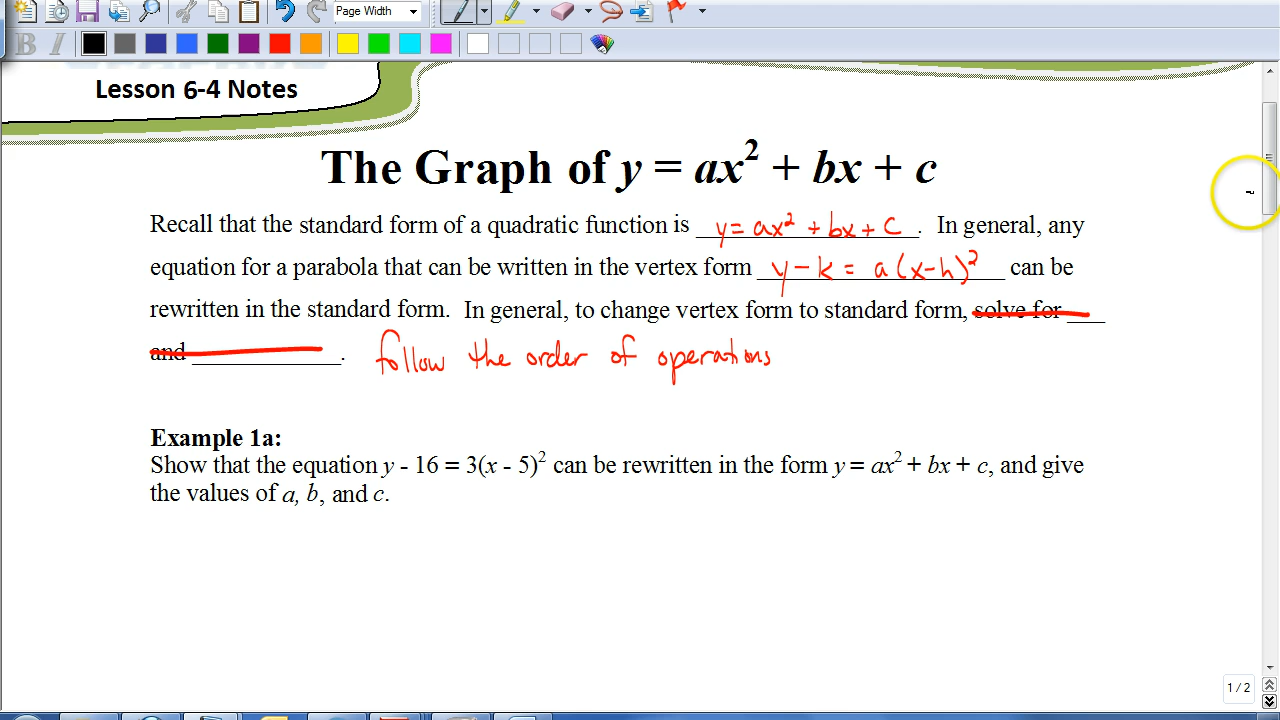 Page Width
B I
Lesson 6-4 Notes
The Graph of y = ax² + bx + c
Recall that the standard form of a quadratic function is y = ax² + bx + c. In general, any
equation for a parabola that can be written in the vertex form y - k = a(x-h)² can be
rewritten in the standard form. In general, to change vertex form to standard form, solve for ___
and ____________. follow the order of operations
Example 1a:
Show that the equation y - 16 = 3(x - 5)² can be rewritten in the form y = ax² + bx + c, and give
the values of a, b, and c.
1 / 2